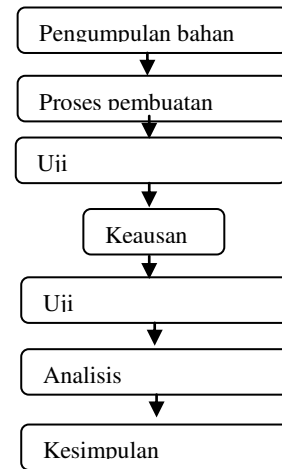 Pengumpulan bahan
Proses pembuatan
Uji
Keausan
Uji
Analisis
Kesimpulan